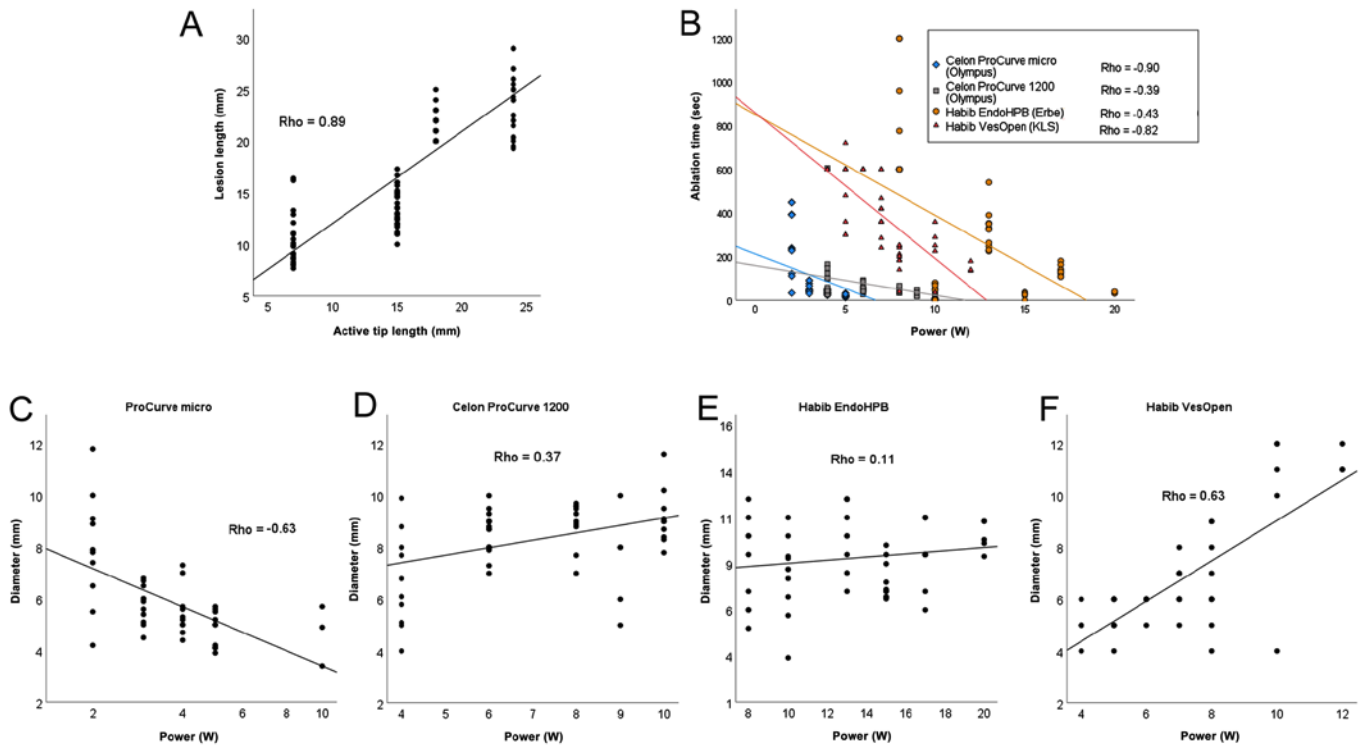 A
Lesion length (mm)
30
25
20
15
10
5
Rho = 0.89
5
10
15
20
25
Active tip length (mm)
B
Ablation time (sec)
1200
1000
800
600
400
200
0
Celon ProCurve micro
(Olympus)
Rho = -0.90
Celon ProCurve 1200
(Olympus)
Rho = -0.39
Habib EndoHPB (Erbe)
Rho = -0.43
Habib VesOpen (KLS)
Rho = -0.82
0
5
10
15
20
Power (W)
C
ProCurve micro
Diameter (mm)
12
10
8
6
4
2
Rho = -0.63
2
4
6
8
10
Power (W)
D
Celon ProCurve 1200
Diameter (mm)
12
10
8
6
4
2
Rho = 0.37
4
6
7
8
9
10
Power (W)
E
Habib EndoHPB
Diameter (mm)
16
14
11
9
6
4
1
Rho = 0.11
8
10
12
14
16
18
20
Power (W)
F
Habib VesOpen
Diameter (mm)
12
10
8
6
4
2
Rho = 0.63
4
6
8
10
12
Power (W)